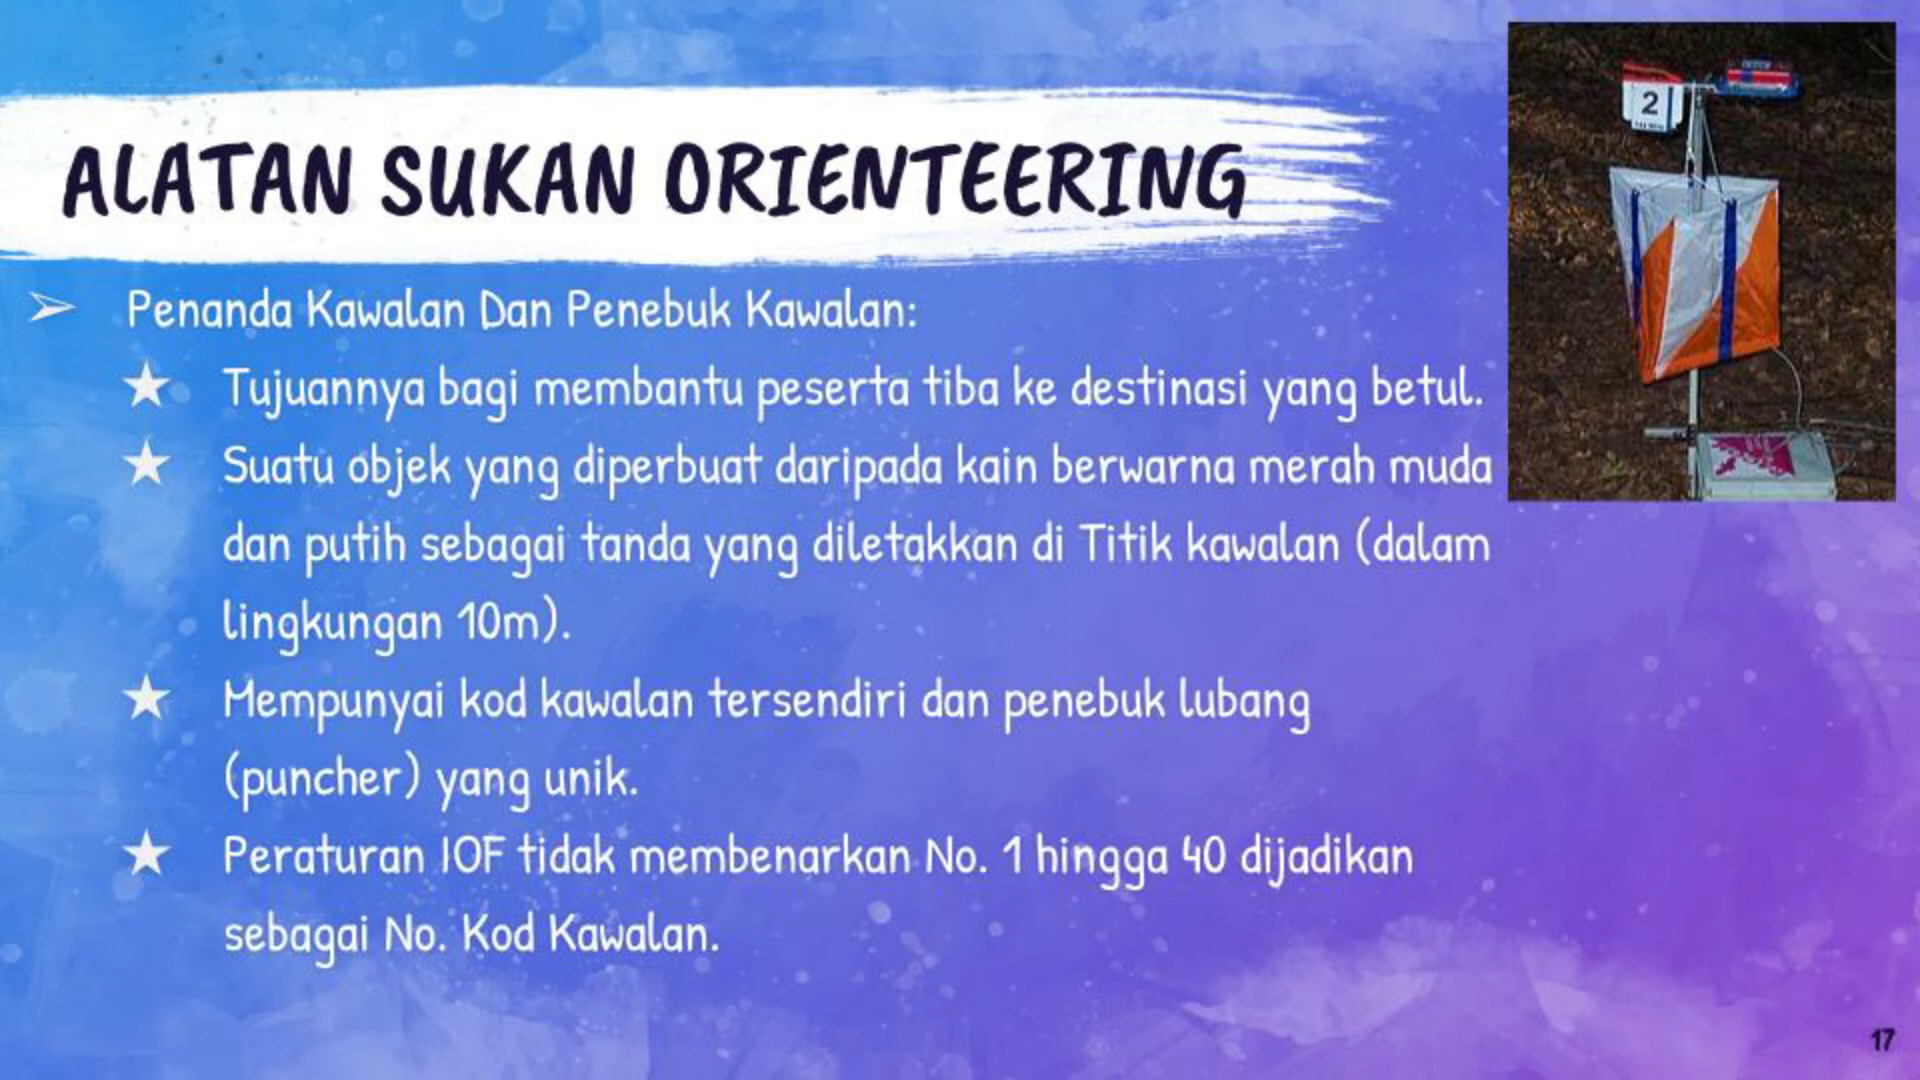 ALATAN SUKAN ORIENTEERING
2
➢ Penanda Kawalan Dan Penebuk Kawalan:
★ Tujuannya bagi membantu peserta tiba ke destinasi yang betul.
★ Suatu objek yang diperbuat daripada kain berwarna merah muda
dan putih sebagai tanda yang diletakkan di Titik kawalan (dalam
lingkungan 10m).
★ Mempunyai kod kawalan tersendiri dan penebuk lubang
(puncher) yang unik.
★ Peraturan IOF tidak membenarkan No. 1 hingga 40 dijadikan
sebagai No. Kod Kawalan.
17